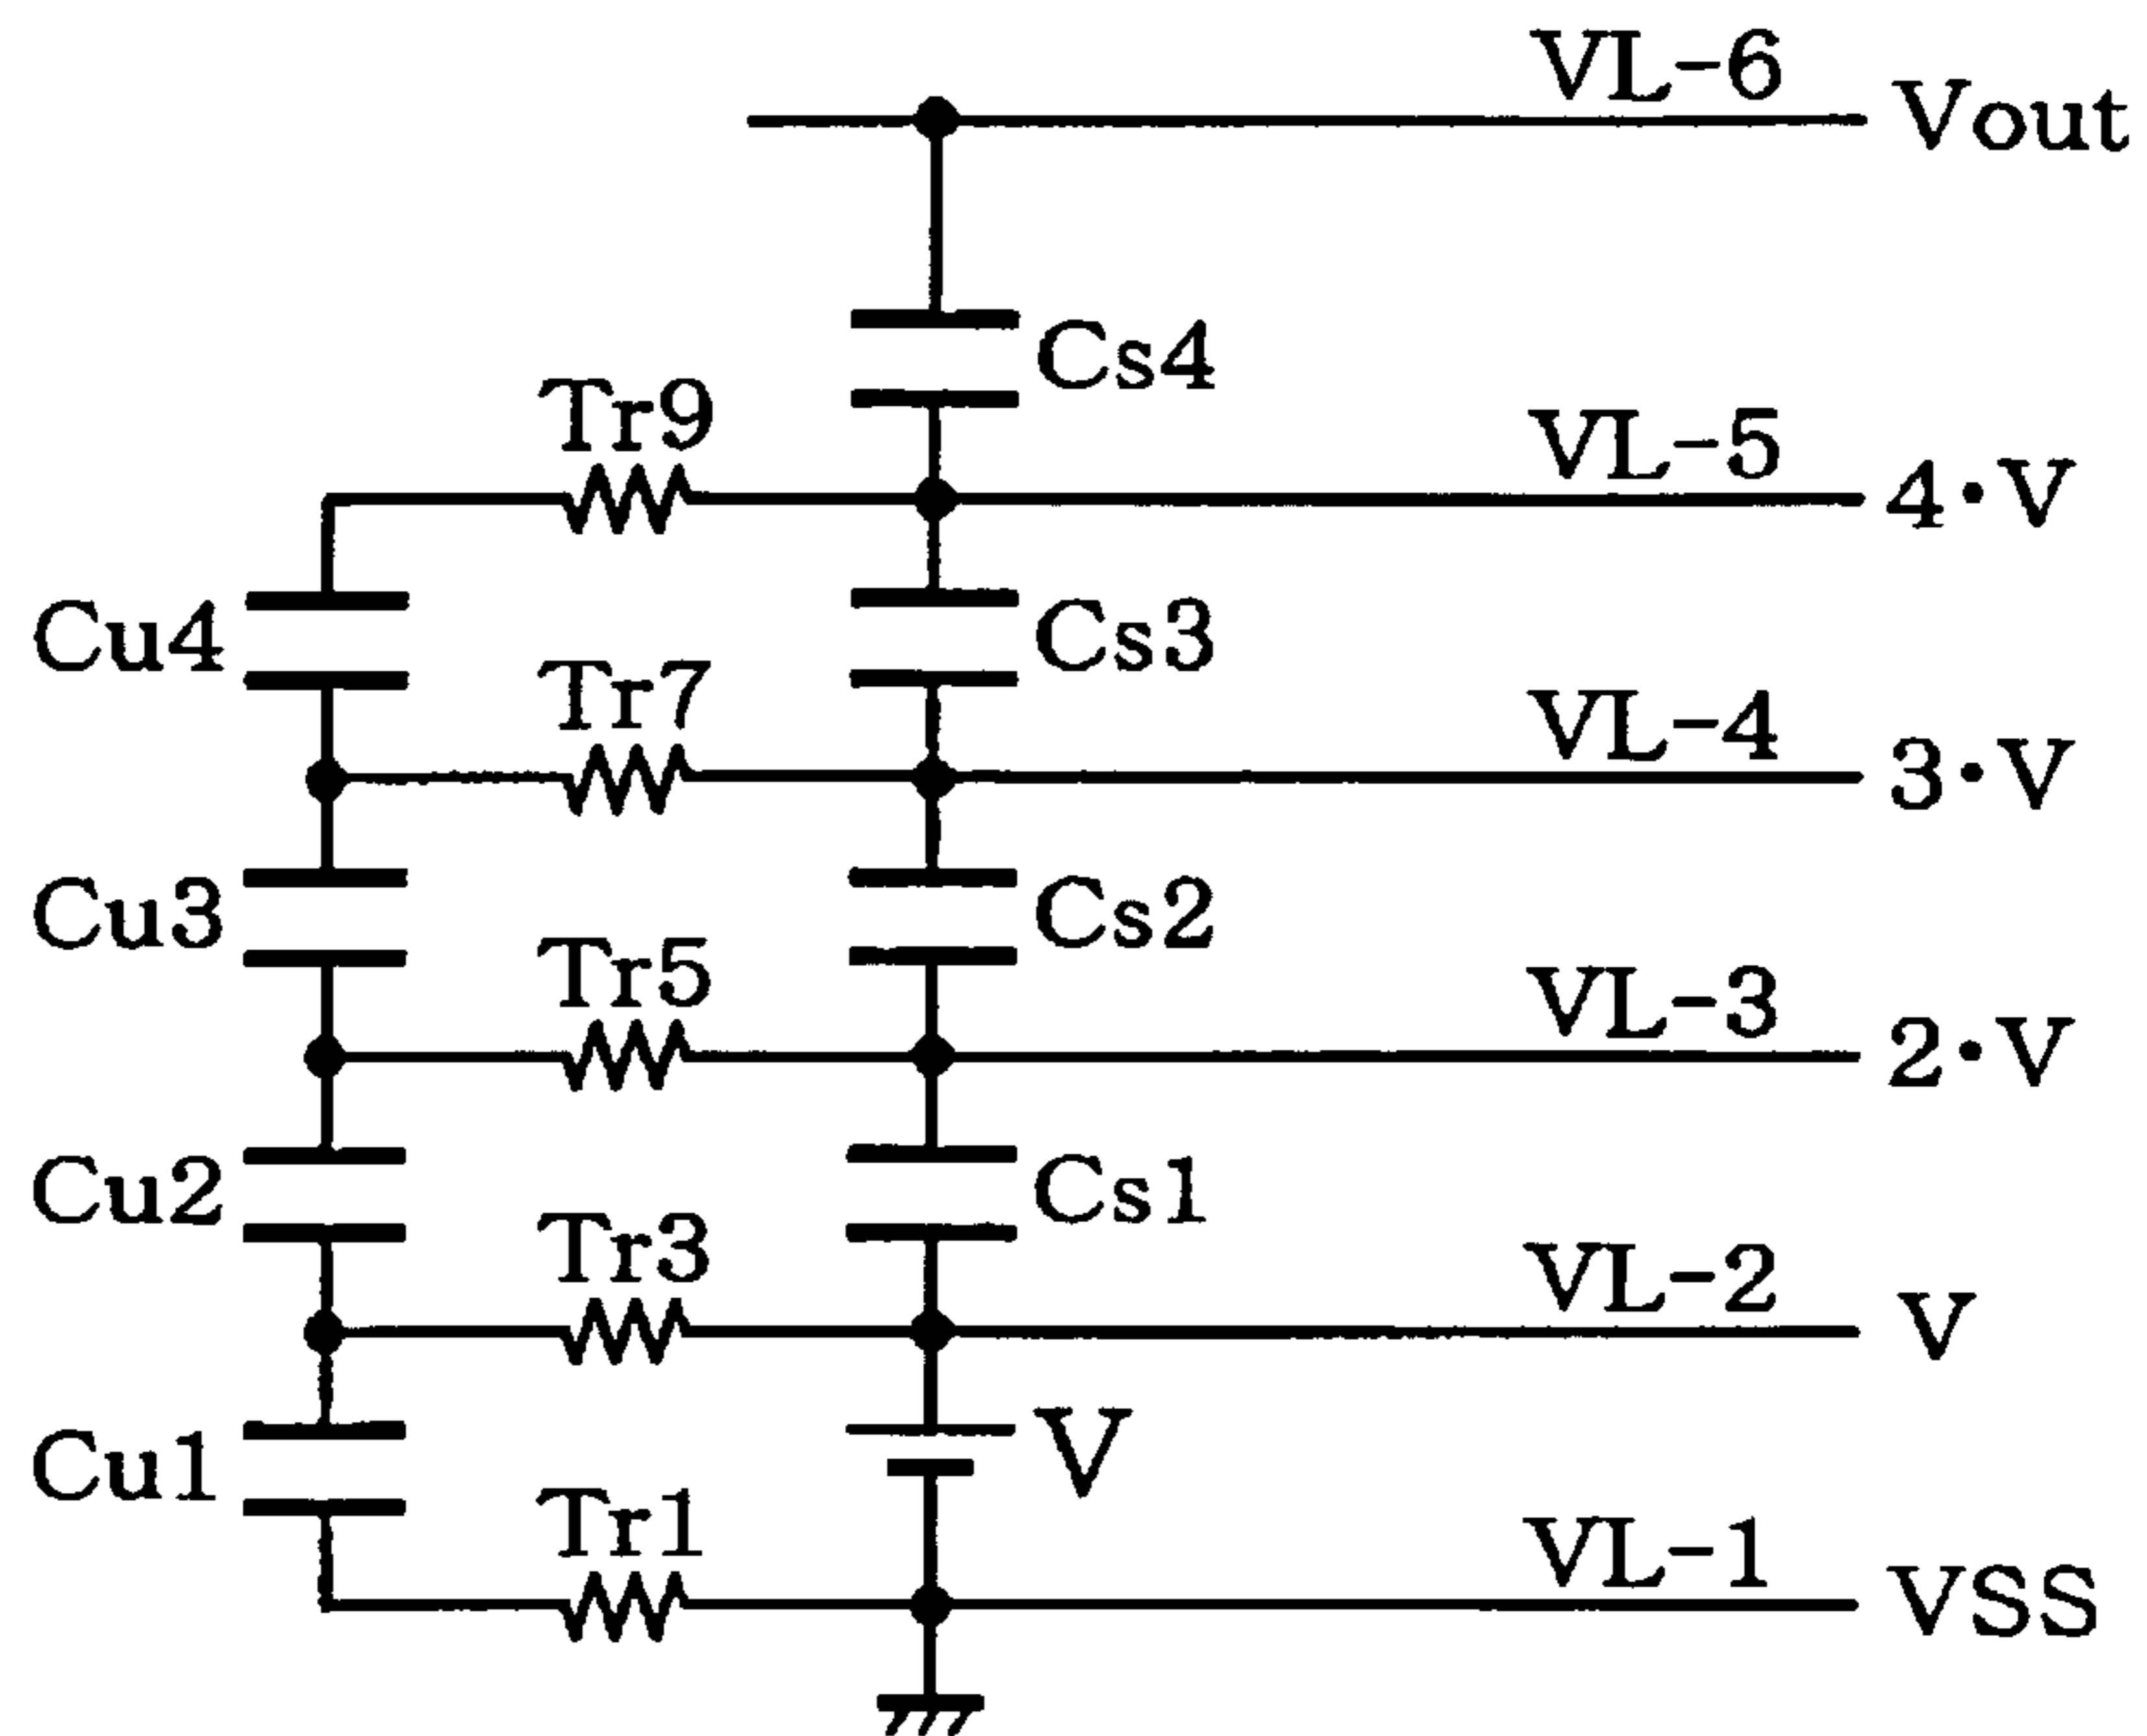 VL-6
Vout
Cs4
Tr9
VL-5
4·V
Cu4
Cs3
Tr7
VL-4
3·V
Cu3
Cs2
Tr5
VL-3
2·V
Cu2
Cs1
Tr3
VL-2
V
Cu1
V
Tr1
VL-1
VSS